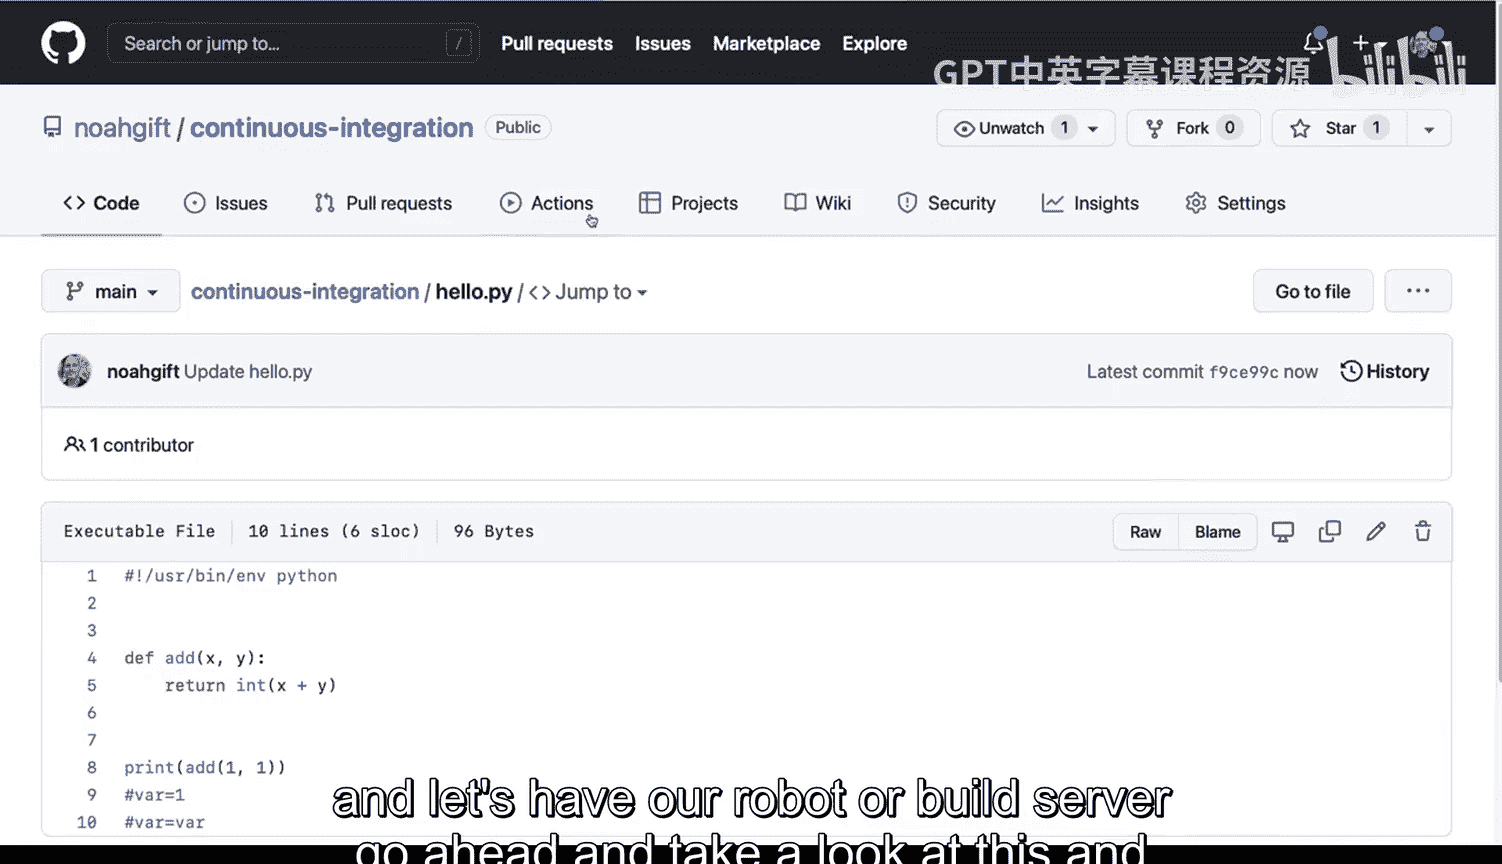 Search or jump to... / Pull requests Issues Marketplace Explore
GPT中英字幕课程资源 bilibili
noahgift / continuous-integration Public Unwatch 1 Fork 0 Star 1
Code Issues Pull requests Actions Projects Wiki Security Insights Settings
main continuous-integration / hello.py / <> Jump to Go to file ...
noahgift Update hello.py Latest commit f9ce99c now History
1 contributor
Executable File 10 lines (6 sloc) 96 Bytes Raw Blame
1 #!/usr/bin/env python
2
3
4 def add(x, y):
5 return int(x + y)
6
7
8 print(add(1, 1))
9 #var=1
10 #var=var
and let's have our robot or build server
go ahead and take a look at this and